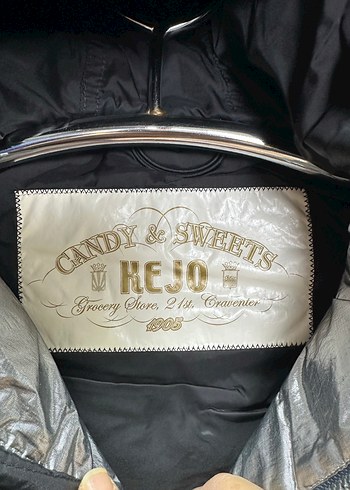 CANDY & SWEETS
KEJO
Grocery Store, 21st. Craventer
1905